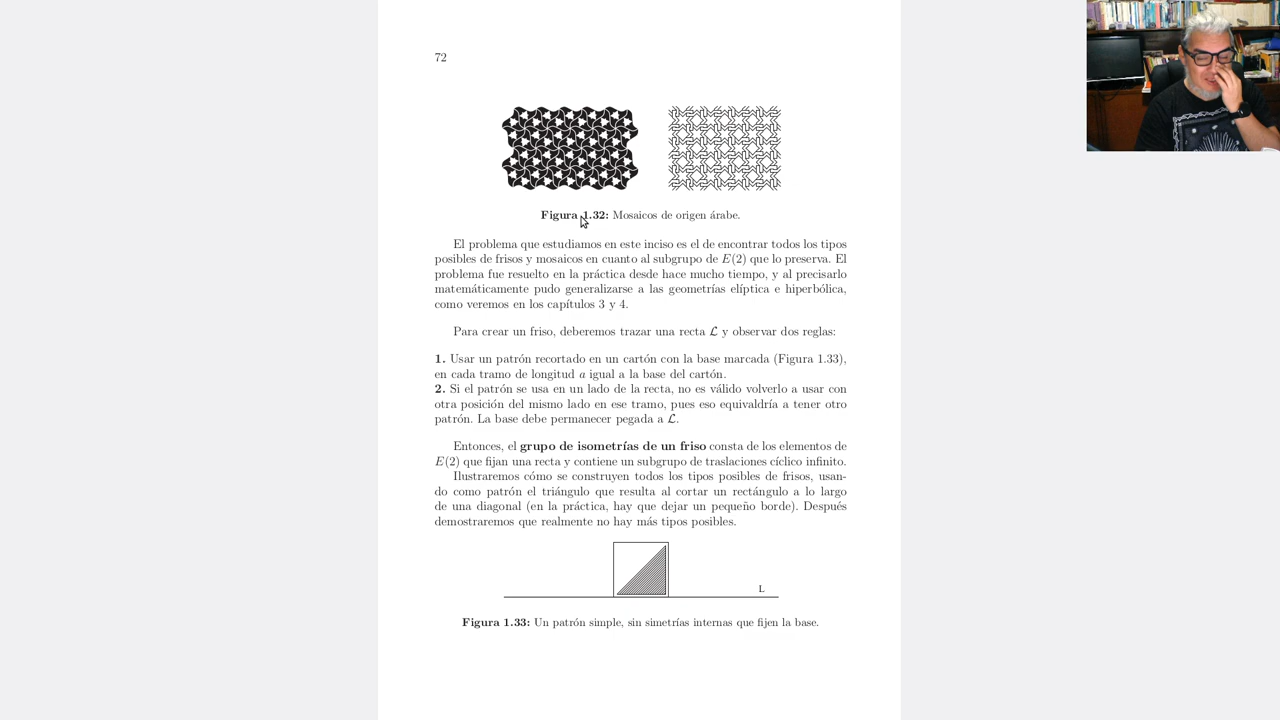 72
Figura 1.32: Mosaicos de origen árabe.
El problema que estudiamos en este inciso es el de encontrar todos los tipos
posibles de frisos y mosaicos en cuanto al subgrupo de E(2) que lo preserva. El
problema fue resuelto en la práctica desde hace mucho tiempo, y al precisarlo
matemáticamente pudo generalizarse a las geometrías elíptica e hiperbólica,
como veremos en los capítulos 3 y 4.
Para crear un friso, deberemos trazar una recta ℒ y observar dos reglas:
1. Usar un patrón recortado en un cartón con la base marcada (Figura 1.33),
en cada tramo de longitud a igual a la base del cartón.
2. Si el patrón se usa en un lado de la recta, no es válido volverlo a usar con
otra posición del mismo lado en ese tramo, pues eso equivaldría a tener otro
patrón. La base debe permanecer pegada a ℒ.
Entonces, el grupo de isometrías de un friso consta de los elementos de
E(2) que fijan una recta y contiene un subgrupo de traslaciones cíclico infinito.
Ilustraremos cómo se construyen todos los tipos posibles de frisos, usan-
do como patrón el triángulo que resulta al cortar un rectángulo a lo largo
de una diagonal (en la práctica, hay que dejar un pequeño borde). Después
demostraremos que realmente no hay más tipos posibles.
L
Figura 1.33: Un patrón simple, sin simetrías internas que fijen la base.